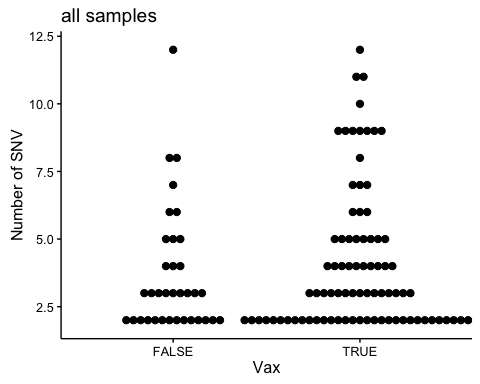 all samples
12.5
10.0
7.5
5.0
2.5
Number of SNV
FALSE TRUE
Vax